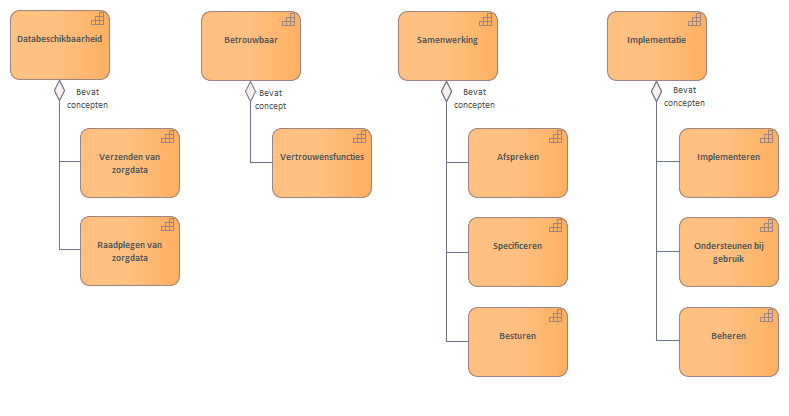 Databeschikbaarheid
Bevat
concepten
Verzenden van
zorgdata
Raadplegen van
zorgdata
Betrouwbaar
Bevat
concept
Vertrouwensfuncties
Samenwerking
Bevat
concepten
Afspreken
Specificeren
Besturen
Implementatie
Bevat
concepten
Implementeren
Ondersteunen bij
gebruik
Beheren